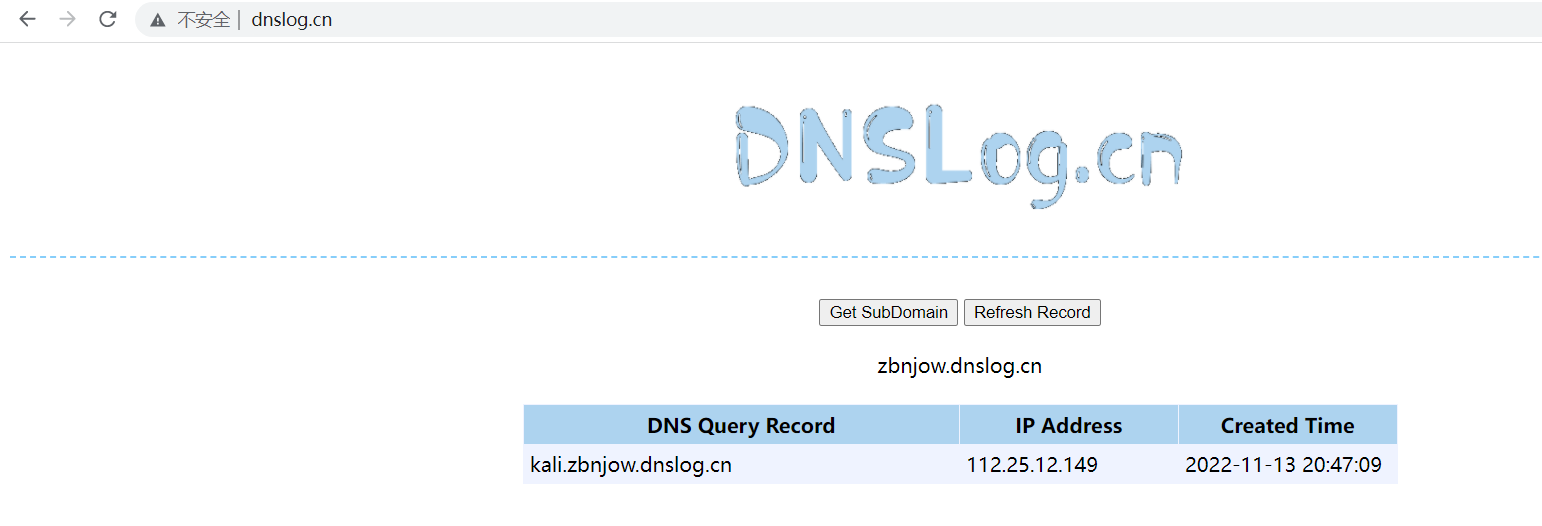 不安全 | dnslog.cn
DNSLog.cn
Get SubDomain Refresh Record
zbnjow.dnslog.cn
DNS Query Record IP Address Created Time
kali.zbnjow.dnslog.cn 112.25.12.149 2022-11-13 20:47:09